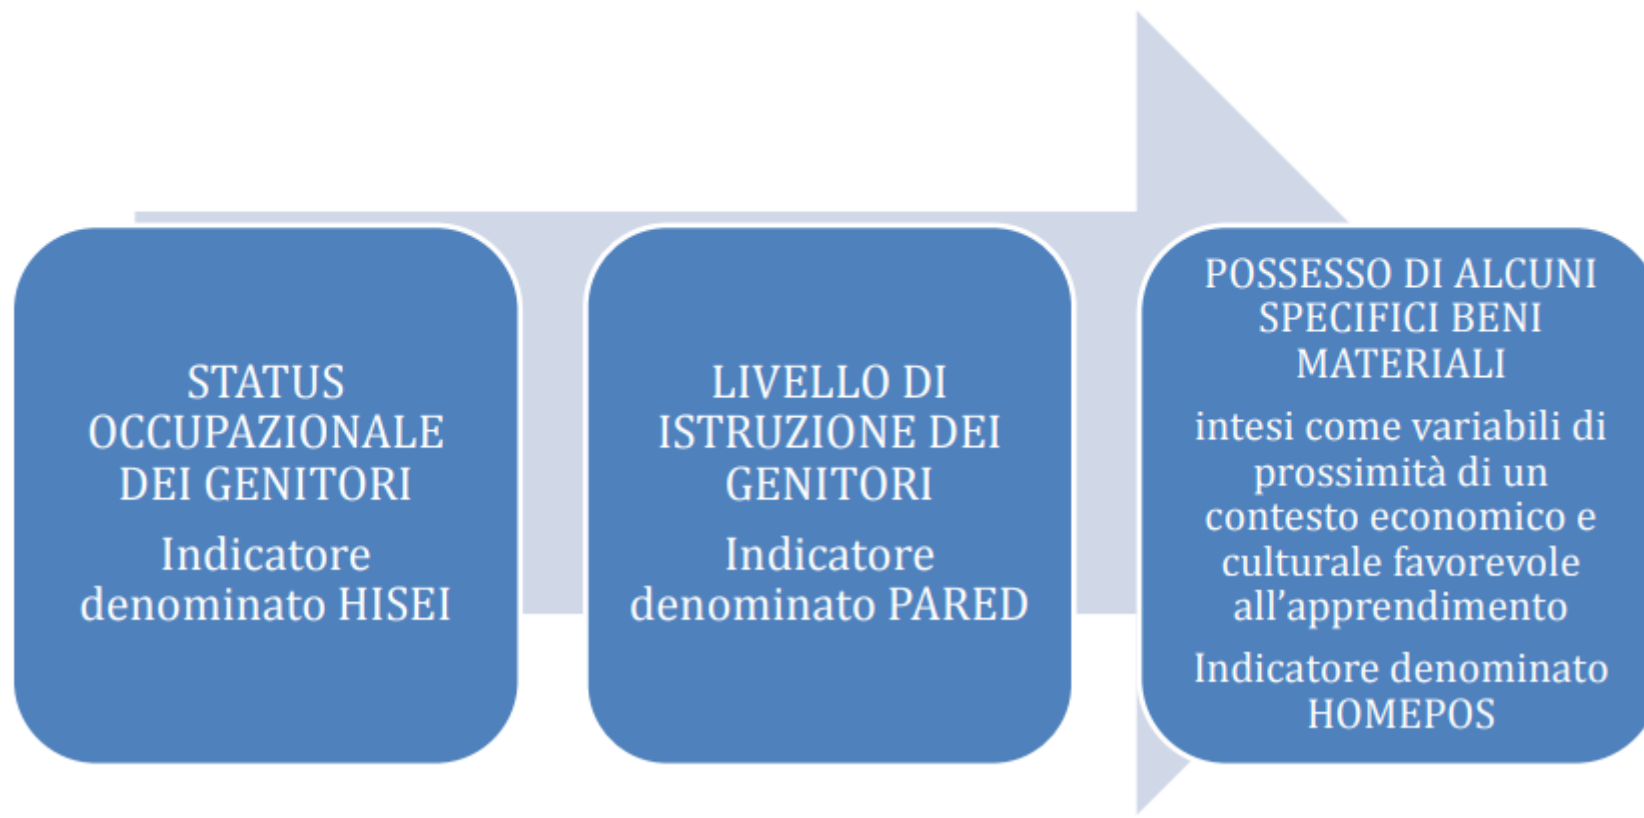 STATUS
OCCUPAZIONALE
DEI GENITORI
Indicatore
denominato HISEI
LIVELLO DI
ISTRUZIONE DEI
GENITORI
Indicatore
denominato PARED
POSSESSO DI ALCUNI
SPECIFICI BENI
MATERIALI
intesi come variabili di
prossimità di un
contesto economico e
culturale favorevole
all’apprendimento
Indicatore denominato
HOMEPOS